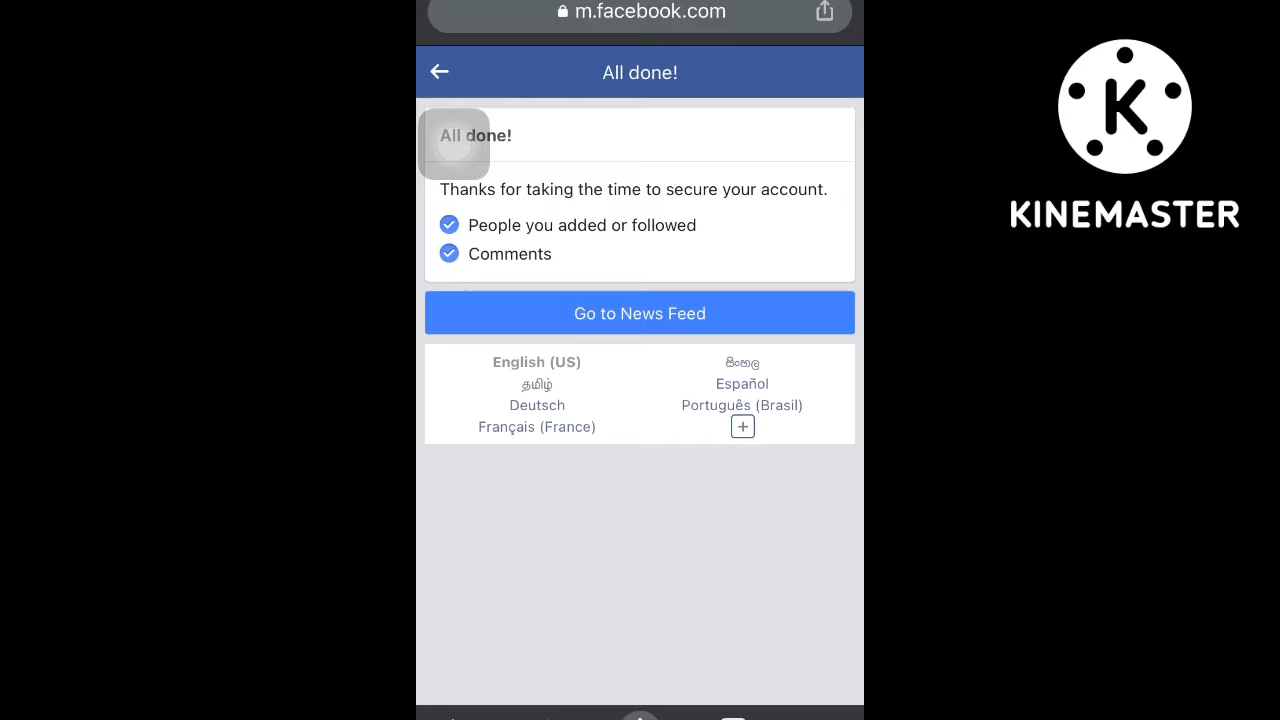 m.facebook.com
All done!
All done!
Thanks for taking the time to secure your account.
People you added or followed
Comments
Go to News Feed
English (US)
සිංහල
தமிழ்
Español
Deutsch
Português (Brasil)
Français (France)
K
KINEMASTER